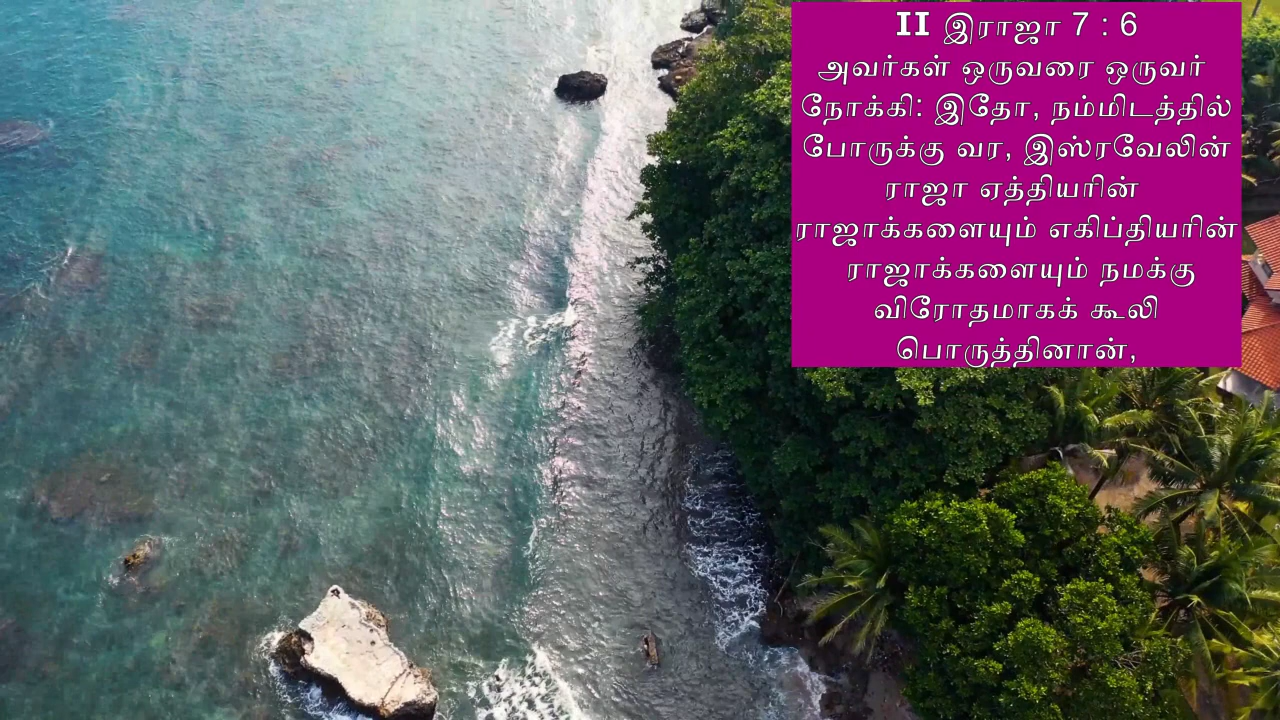 II இராஜா 7 : 6
அவர்கள் ஒருவரை ஒருவர்
நோக்கி: இதோ, நம்மிடத்தில்
போருக்கு வர, இஸ்ரவேலின்
ராஜா ஏத்தியரின்
ராஜாக்களையும் எகிப்தியரின்
ராஜாக்களையும் நமக்கு
விரோதமாகக் கூலி
பொருத்தினான்,